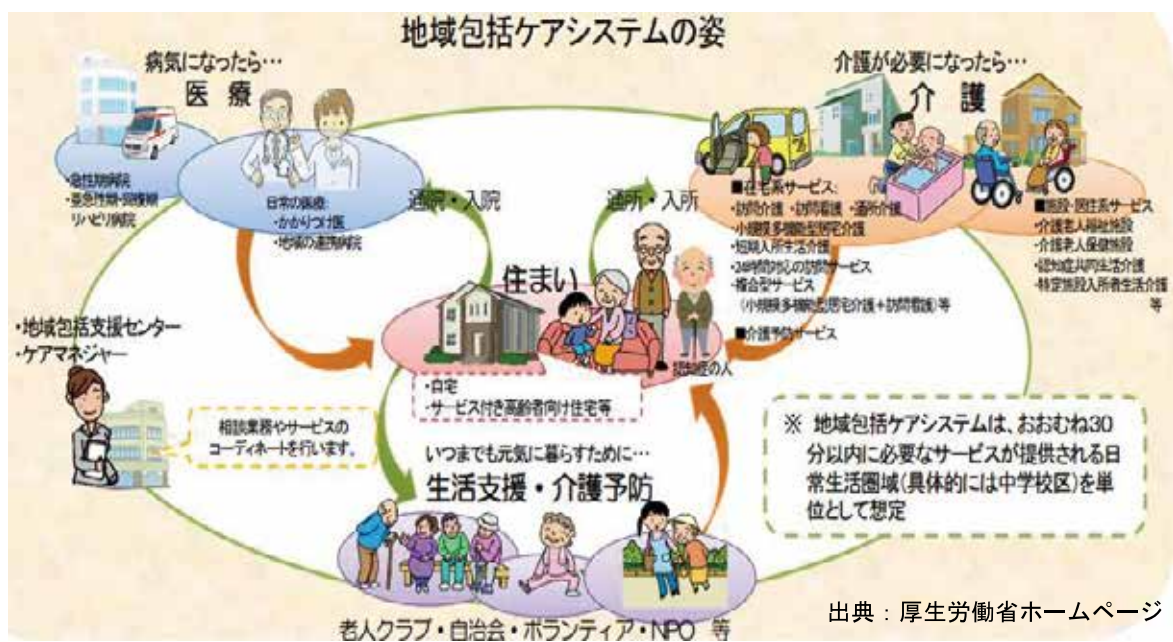 地域包括ケアシステムの姿
病気になったら…
医 療
・急性期病院
・亜急性期・回復期
リハビリ病院
日常の医療:
・かかりつけ医
・地域の連携病院
通院・入院
通所・入所
介護が必要になったら…
介 護
■在宅系サービス:
・訪問介護 ・訪問看護 ・通所介護
・小規模多機能型居宅介護
・短期入所生活介護
・24時間対応の訪問サービス
・複合型サービス
(小規模多機能型居宅介護+訪問看護)等
■介護予防サービス
■施設・居住系サービス
・介護老人福祉施設
・介護老人保健施設
・認知症共同生活介護
・特定施設入所者生活介護
等
住まい
認知症の人
・自宅
・サービス付き高齢者向け住宅等
・地域包括支援センター
・ケアマネジャー
相談業務やサービスの
コーディネートを行います。
いつまでも元気に暮らすために…
生活支援・介護予防
老人クラブ・自治会・ボランティア・NPO 等
※ 地域包括ケアシステムは、おおむね30
分以内に必要なサービスが提供される日
常生活圏域(具体的には中学校区)を単
位として想定
出典:厚生労働省ホームページ